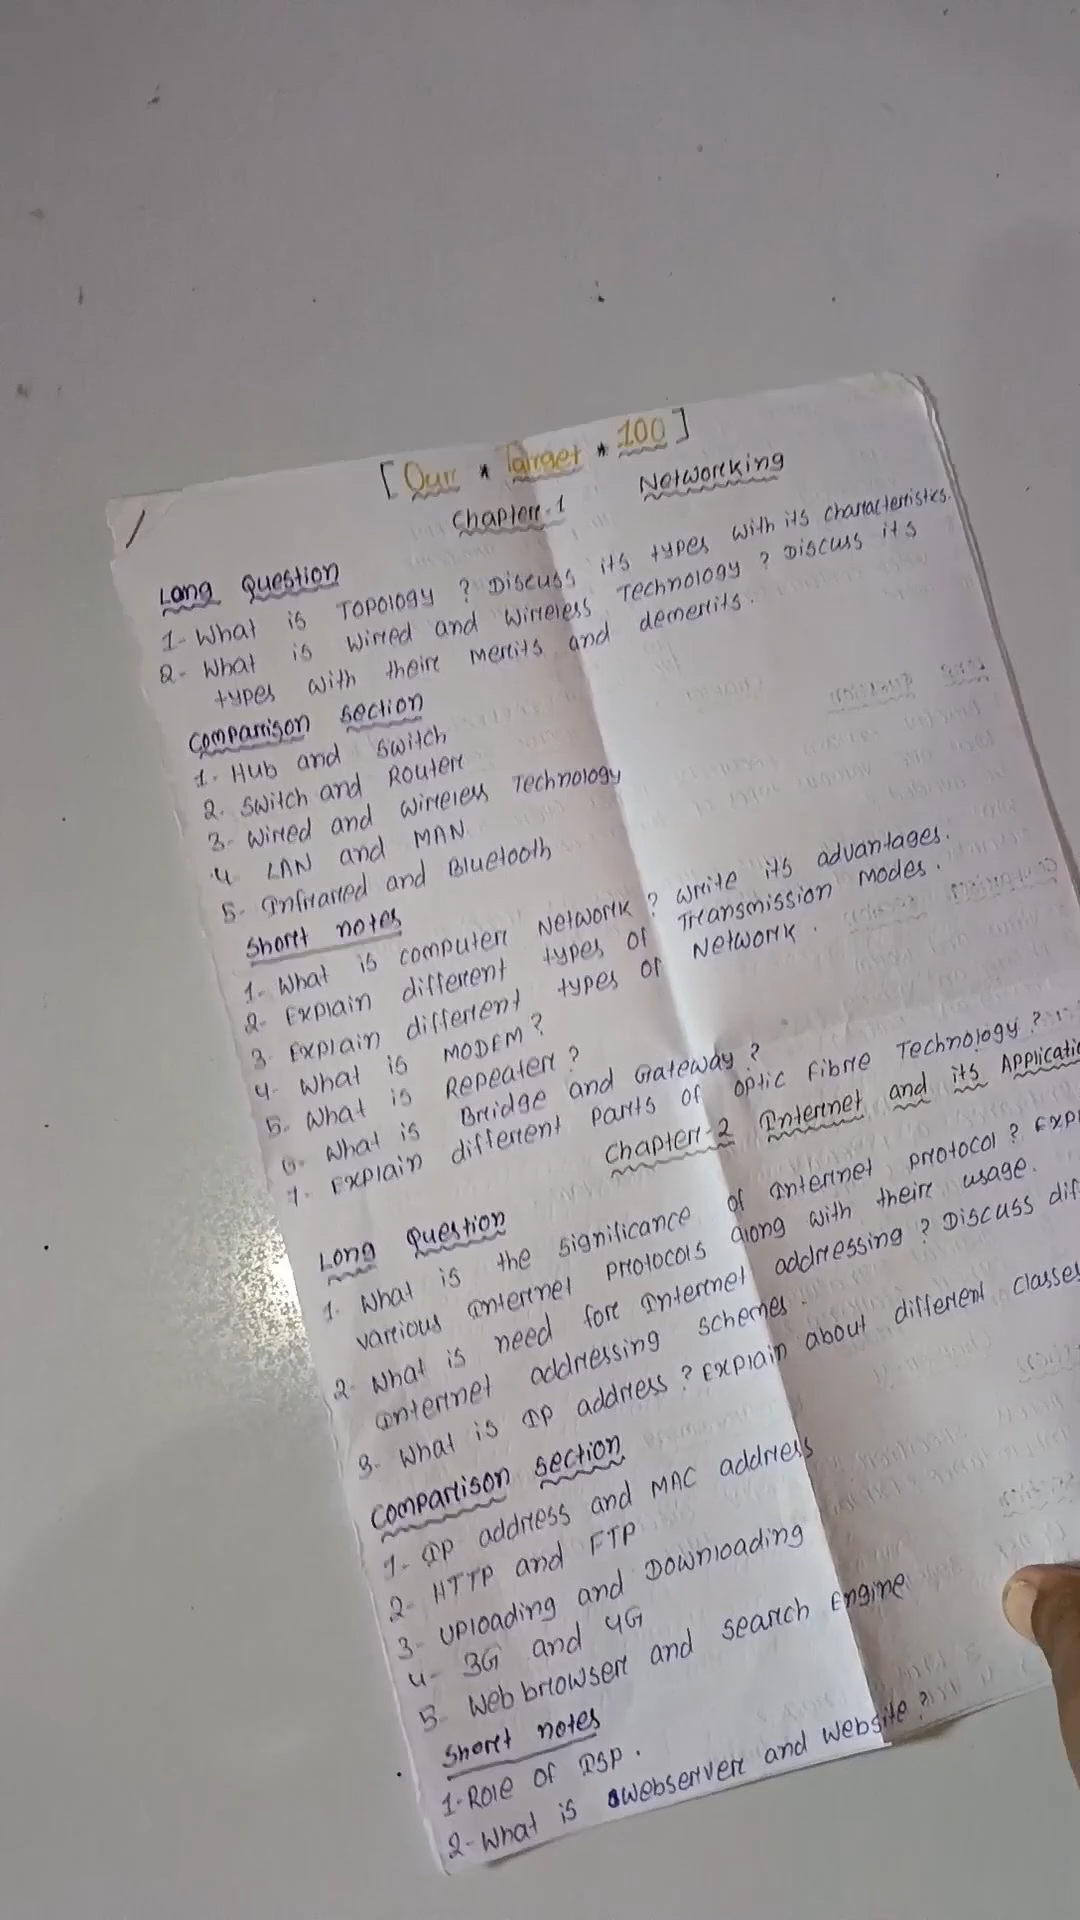 [ Our * Target * 100 ]
Chapter-1 Networking
Long Question
1- What is TOPOlOgy ? Discuss its types with its characteristics.
2- What is Wired and Wireless Technology ? Discuss its
types with their Merits and demerits.
Comparison section
1- Hub and Switch
2- Switch and Router
3- Wired and Wireless Technology
4- LAN and MAN
5- Infrared and Bluetooth
Short notes
1- What is computer Network ? Write its advantages.
2- Explain different types of Transmission Modes.
3- Explain different types of Network.
4- What is MODEM ?
5- What is Repeater ?
6- What is Bridge and Gateway ?
7- Explain different parts of optic Fibre Technology ?
Chapter-2 Internet and its
Long Question
1- What is the significance of Internet protocol ?
various Internet protocols along with their usage.
2- What is need for Internet addressing ? Discuss
Internet addressing schemes.
3- What is IP address ? Explain about different classes
Comparison section
1- IP address and MAC address
2- HTTP and FTP
3- Uploading and Downloading
4- 3G and 4G
5- Web browser and search Engine
Short notes
1- Role of ISP.
2- What is webserver and website ?